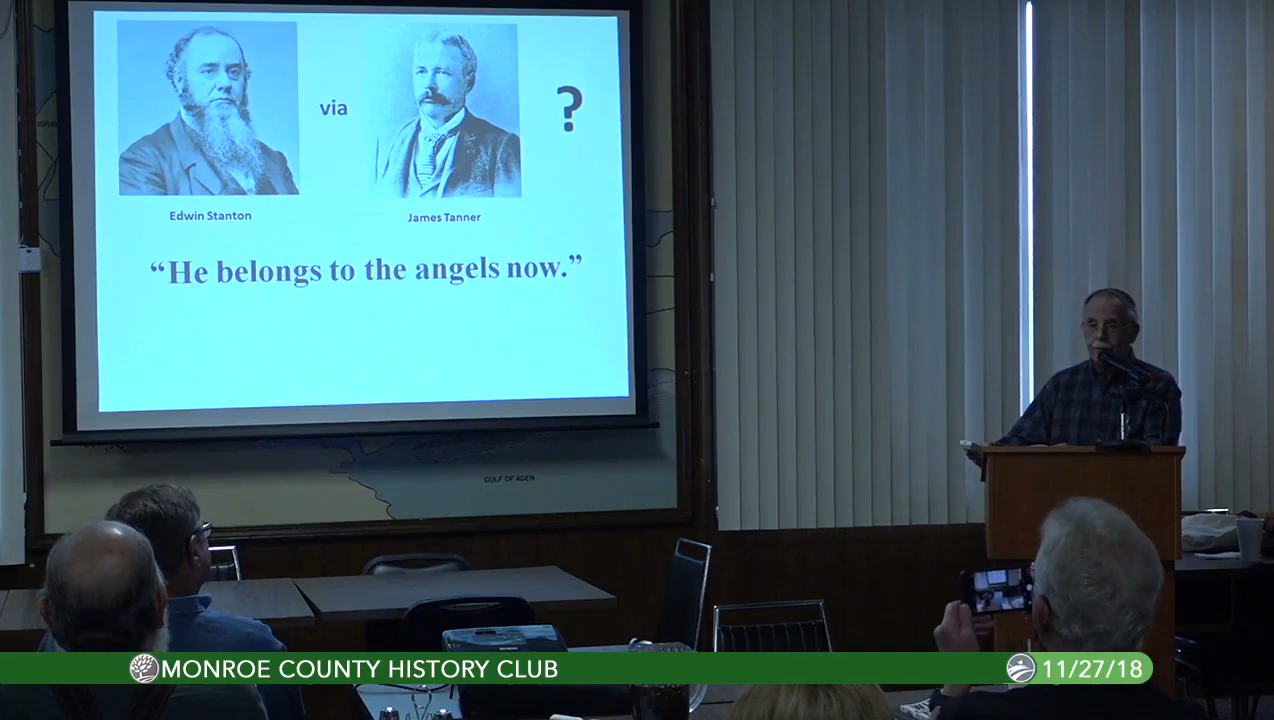 via
?
Edwin Stanton
James Tanner
“He belongs to the angels now.”
GULF OF ADEN
MONROE COUNTY HISTORY CLUB
11/27/18